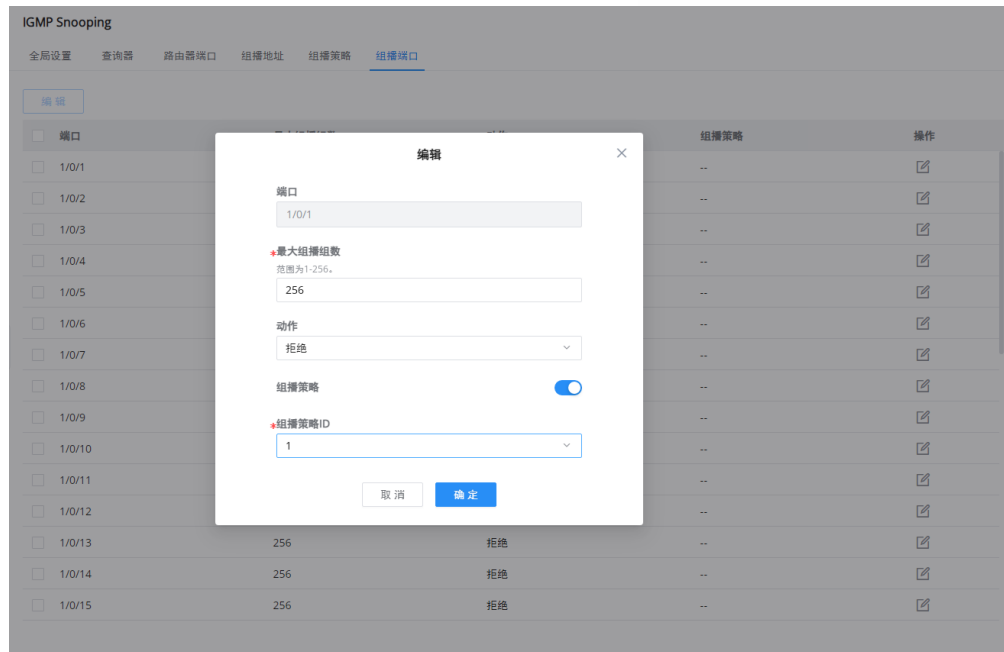 IGMP Snooping
全局设置 查询器 路由器端口 组播地址 组播策略 组播端口
编 辑
端口 组播策略 操作
编辑
端口
1/0/1
*最大组播组数
范围为1-256。
256
动作
拒绝
组播策略
*组播策略ID
1
取 消 确 定
1/0/1 --
1/0/2 --
1/0/3 --
1/0/4 --
1/0/5 --
1/0/6 --
1/0/7 --
1/0/8 --
1/0/9 --
1/0/10 --
1/0/11 --
1/0/12 --
1/0/13 256 拒绝 --
1/0/14 256 拒绝 --
1/0/15 256 拒绝 --